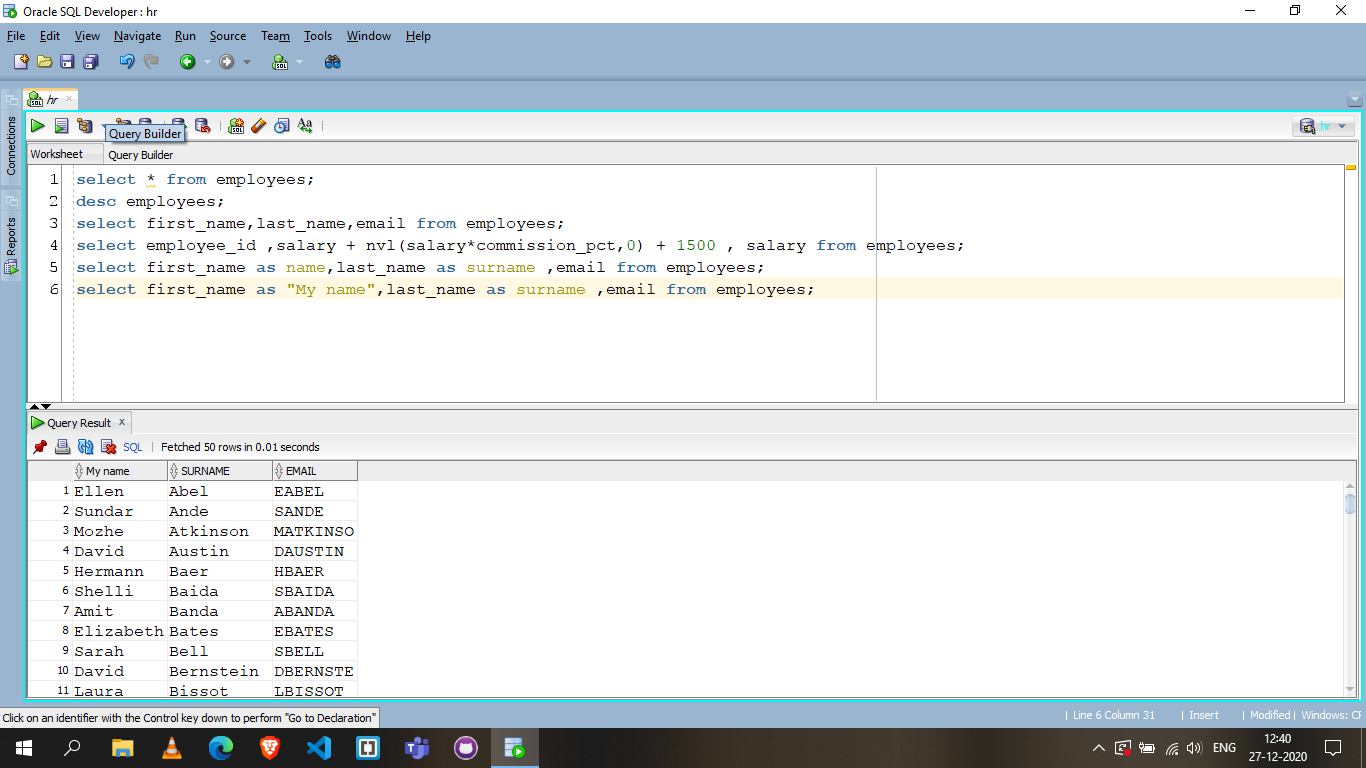 Oracle SQL Developer : hr
File Edit View Navigate Run Source Team Tools Window Help
SQL
Connections
Reports
SQL hr
SQL Aa hr
Query Builder
Worksheet Query Builder
1 select * from employees;
2 desc employees;
3 select first_name,last_name,email from employees;
4 select employee_id ,salary + nvl(salary*commission_pct,0) + 1500 , salary from employees;
5 select first_name as name,last_name as surname ,email from employees;
6 select first_name as "My name",last_name as surname ,email from employees;
Query Result x
SQL | Fetched 50 rows in 0.01 seconds
My name SURNAME EMAIL
1 Ellen Abel EABEL
2 Sundar Ande SANDE
3 Mozhe Atkinson MATKINSO
4 David Austin DAUSTIN
5 Hermann Baer HBAER
6 Shelli Baida SBAIDA
7 Amit Banda ABANDA
8 Elizabeth Bates EBATES
9 Sarah Bell SBELL
10 David Bernstein DBERNSTE
11 Laura Bissot LBISSOT
Click on an identifier with the Control key down to perform "Go to Declaration" | Line 6 Column 31 | Insert | Modified | Windows: CF
ENG 12:40
27-12-2020